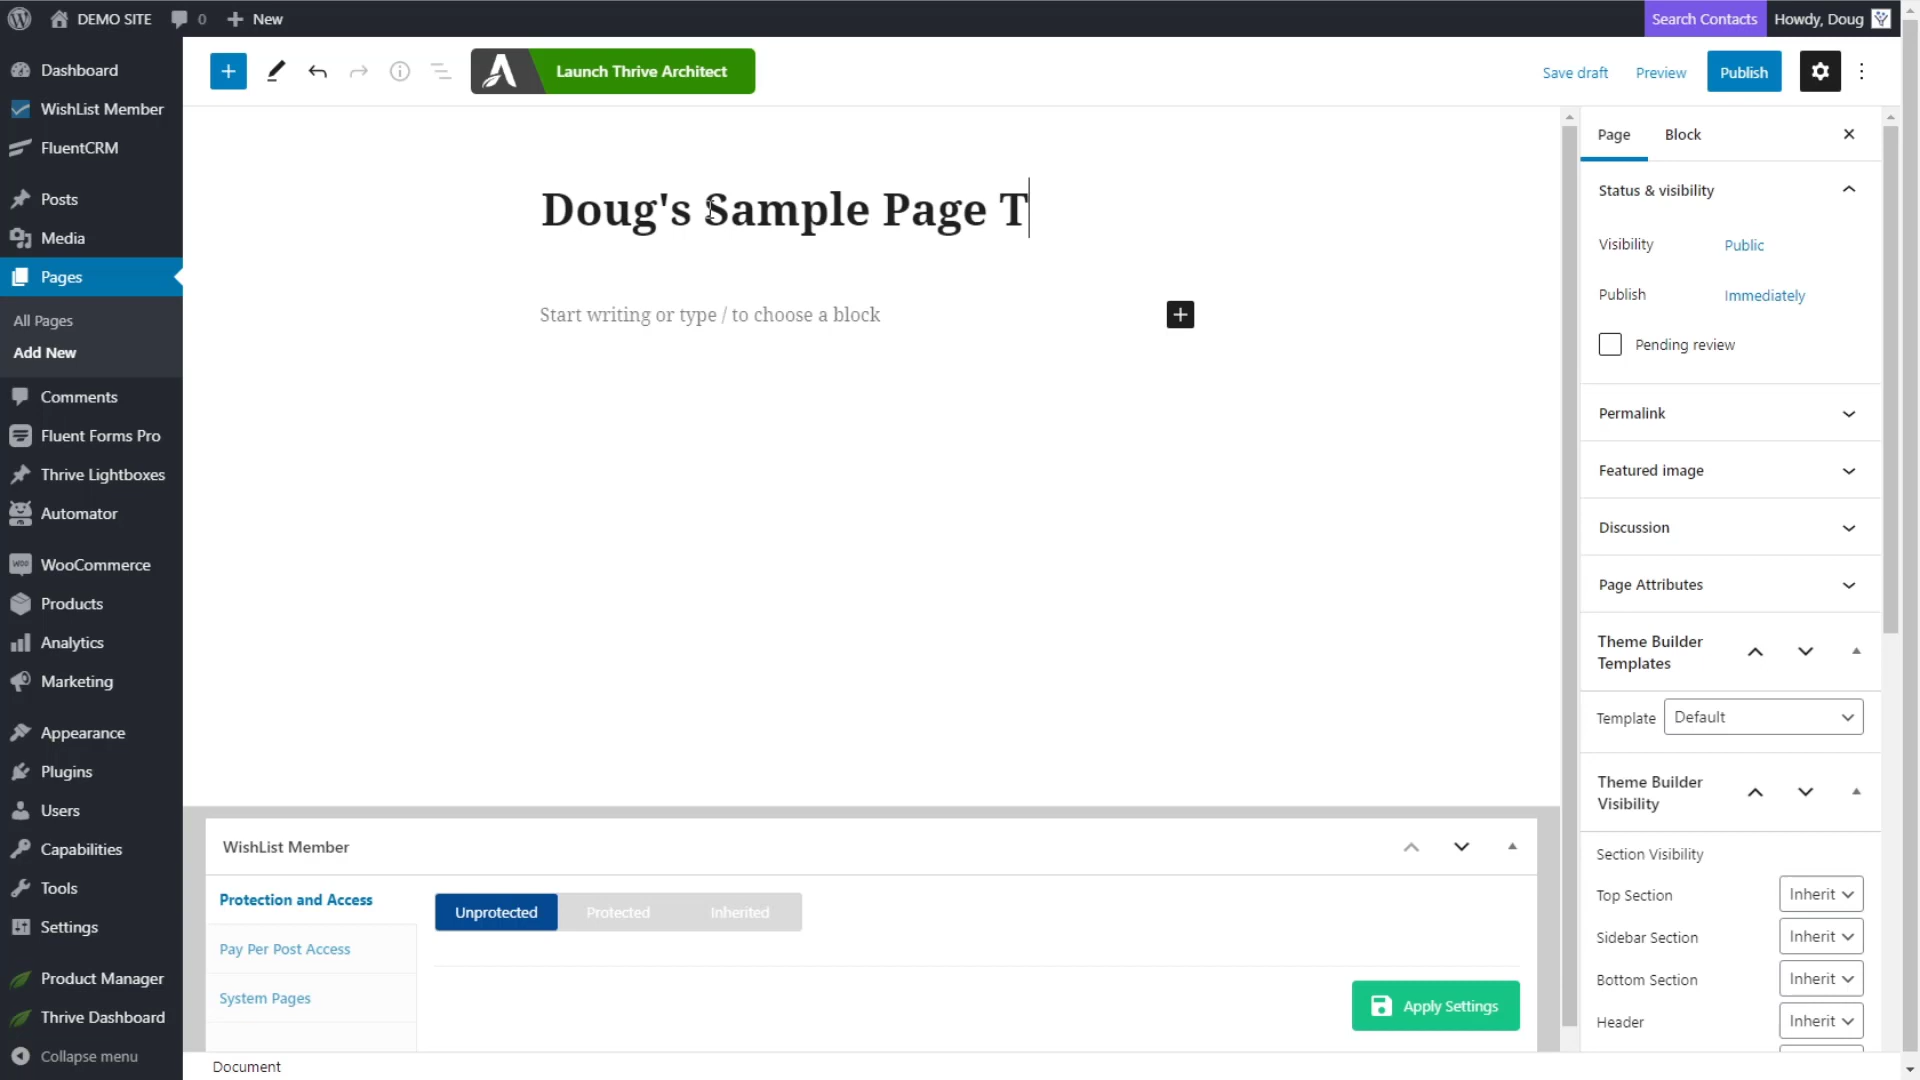 DEMO SITE 0 New Search Contacts Howdy, Doug
Dashboard
WishList Member
FluentCRM
Posts
Media
Pages
All Pages
Add New
Comments
Fluent Forms Pro
Thrive Lightboxes
Automator
WooCommerce
Products
Analytics
Marketing
Appearance
Plugins
Users
Capabilities
Tools
Settings
Product Manager
Thrive Dashboard
Collapse menu
Launch Thrive Architect
Save draft Preview Publish
Doug's Sample Page T
Start writing or type / to choose a block
WishList Member
Protection and Access
Pay Per Post Access
System Pages
Unprotected Protected Inherited
Apply Settings
Document
Page Block
Status & visibility
Visibility Public
Publish Immediately
Pending review
Permalink
Featured image
Discussion
Page Attributes
Theme Builder
Templates
Template Default
Theme Builder
Visibility
Section Visibility
Top Section Inherit
Sidebar Section Inherit
Bottom Section Inherit
Header Inherit